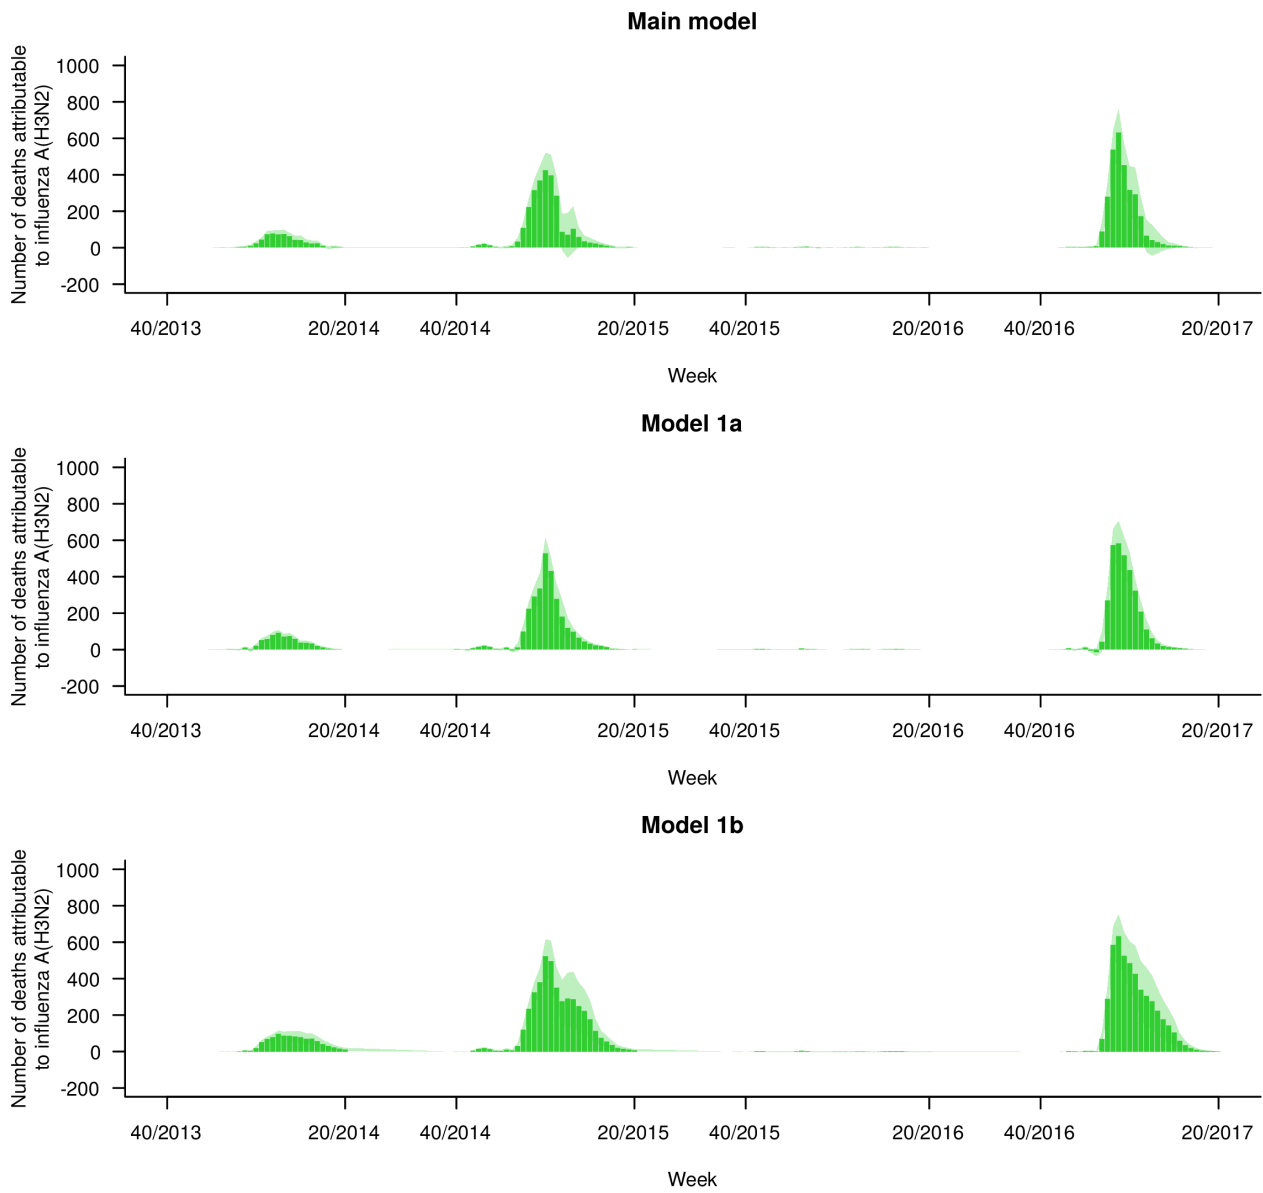 Main model
Number of deaths attributable
to influenza A(H3N2)
1000
800
600
400
200
0
-200
40/2013 20/2014 40/2014 20/2015 40/2015 20/2016 40/2016 20/2017
Week
Model 1a
Number of deaths attributable
to influenza A(H3N2)
1000
800
600
400
200
0
-200
40/2013 20/2014 40/2014 20/2015 40/2015 20/2016 40/2016 20/2017
Week
Model 1b
Number of deaths attributable
to influenza A(H3N2)
1000
800
600
400
200
0
-200
40/2013 20/2014 40/2014 20/2015 40/2015 20/2016 40/2016 20/2017
Week